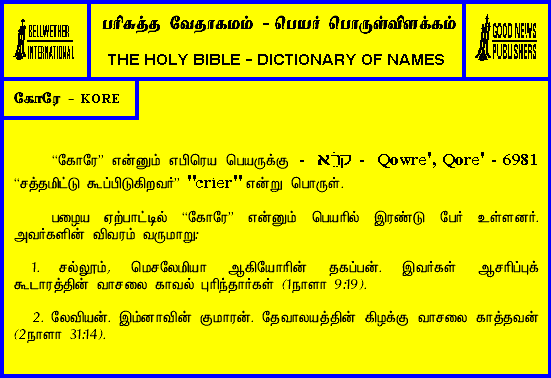 BELLWETHER
INTERNATIONAL
பரிசுத்த வேதாகமம் - பெயர் பொருள்விளக்கம்
THE HOLY BIBLE - DICTIONARY OF NAMES
GOOD NEWS
PUBLISHERS
கோரே - KORE
“கோரே” என்னும் எபிரெய பெயருக்கு - קֹרֵא - Qowre', Qore' - 6981
“சத்தமிட்டு கூப்பிடுகிறவர்” "crier" என்று பொருள்.
பழைய ஏற்பாட்டில் “கோரே” என்னும் பெயரில் இரண்டு பேர் உள்ளனர்.
அவர்களின் விவரம் வருமாறு:
1. சல்லூம், மெசலேமியா ஆகியோரின் தகப்பன். இவர்கள் ஆசரிப்புக்
கூடாரத்தின் வாசலை காவல் புரிந்தார்கள் (1நாளா 9:19).
2. லேவியன். இம்னாவின் குமாரன். தேவாலயத்தின் கிழக்கு வாசலை காத்தவன்
(2நாளா 31:14).